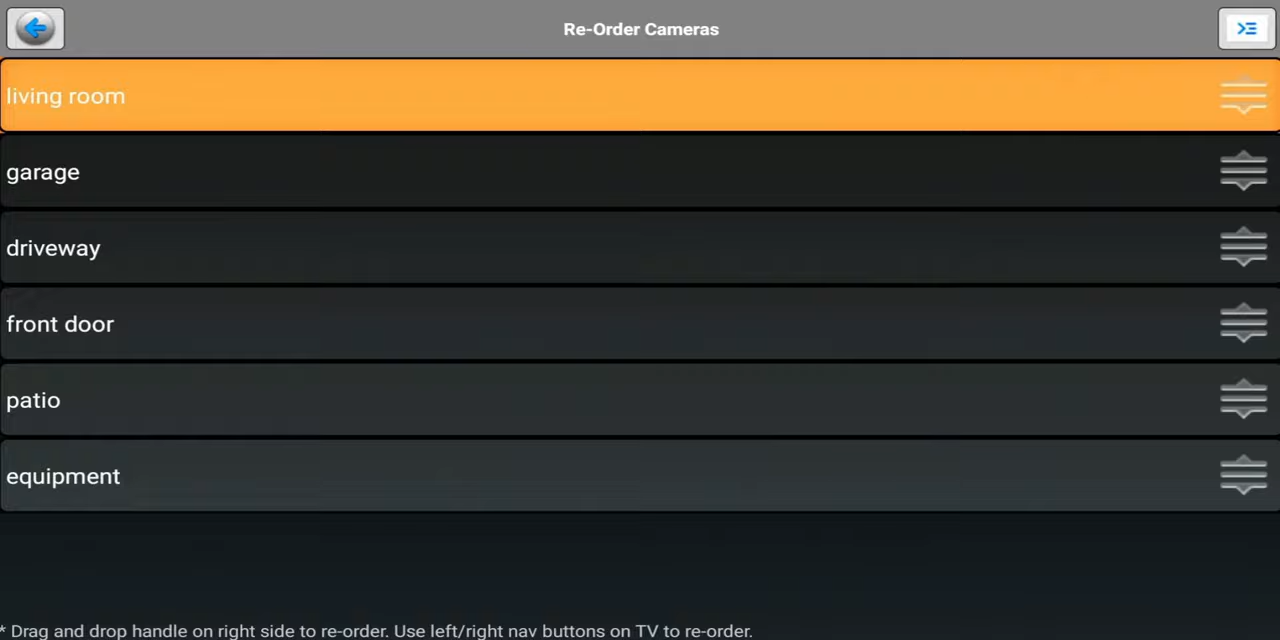 Re-Order Cameras
living room
garage
driveway
front door
patio
equipment
* Drag and drop handle on right side to re-order. Use left/right nav buttons on TV to re-order.